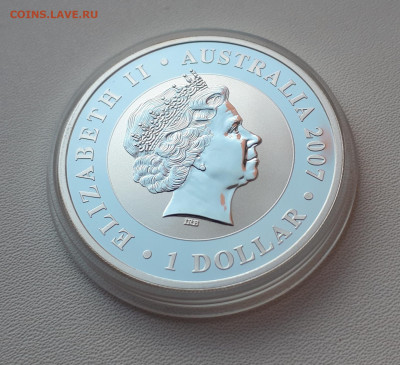 COINS.LAVE.RU
ELIZABETH II · AUSTRALIA 2007 ·
1 DOLLAR ·
IRB